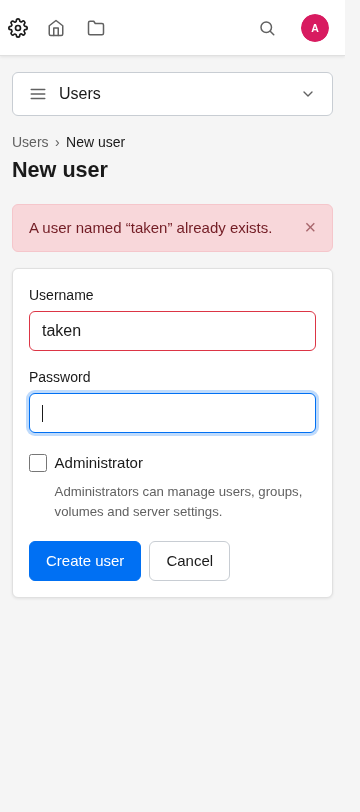 A
Users
Users › New user
New user
A user named “taken” already exists.
Username
taken
Password
Administrator
Administrators can manage users, groups,
volumes and server settings.
Create user
Cancel